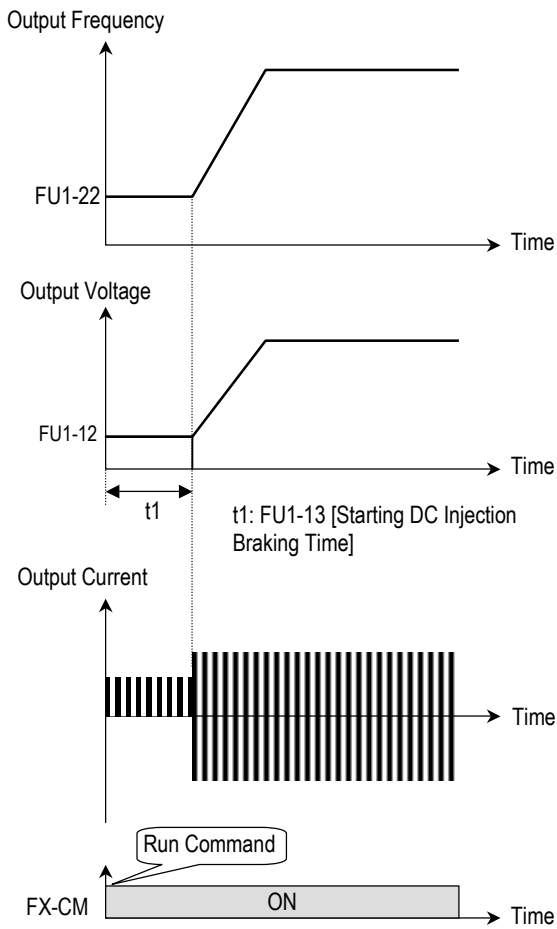 Output Frequency
FU1-22
Time
Output Voltage
FU1-12
Time
t1
t1: FU1-13 [Starting DC Injection
Braking Time]
Output Current
Time
Run Command
FX-CM
ON
Time